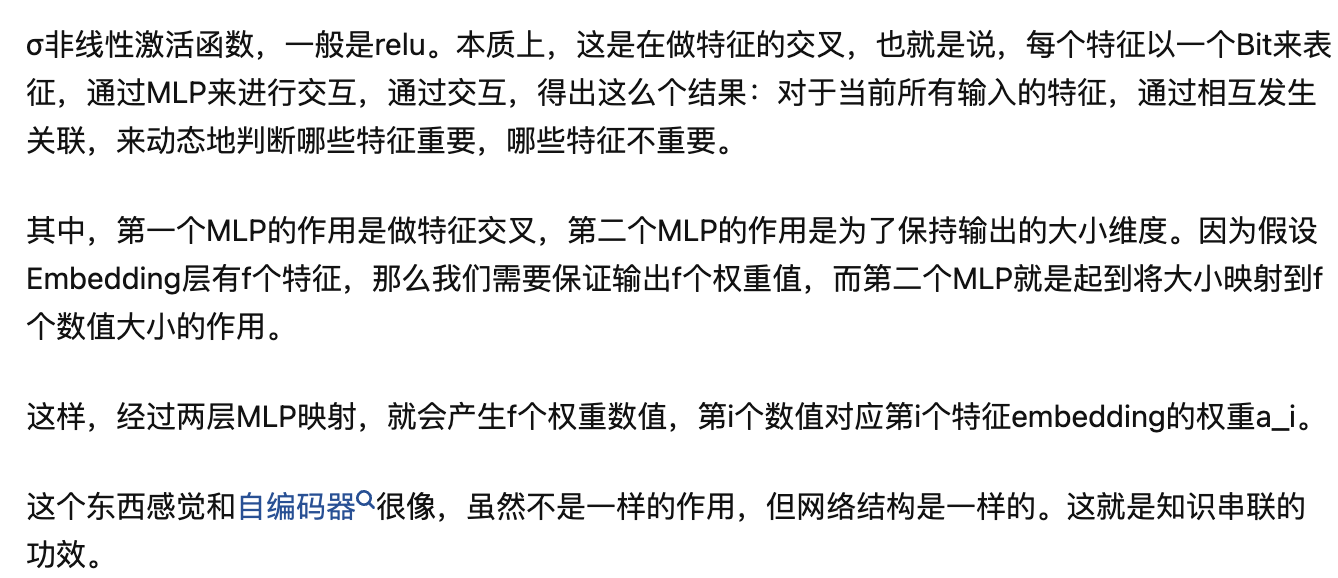 σ非线性激活函数，一般是relu。本质上，这是在做特征的交叉，也就是说，每个特征以一个Bit来表
征，通过MLP来进行交互，通过交互，得出这么个结果：对于当前所有输入的特征，通过相互发生
关联，来动态地判断哪些特征重要，哪些特征不重要。
其中，第一个MLP的作用是做特征交叉，第二个MLP的作用是为了保持输出的大小维度。因为假设
Embedding层有f个特征，那么我们需要保证输出f个权重值，而第二个MLP就是起到将大小映射到f
个数值大小的作用。
这样，经过两层MLP映射，就会产生f个权重数值，第i个数值对应第i个特征embedding的权重a_i。
这个东西感觉和自编码器很像，虽然不是一样的作用，但网络结构是一样的。这就是知识串联的
功效。